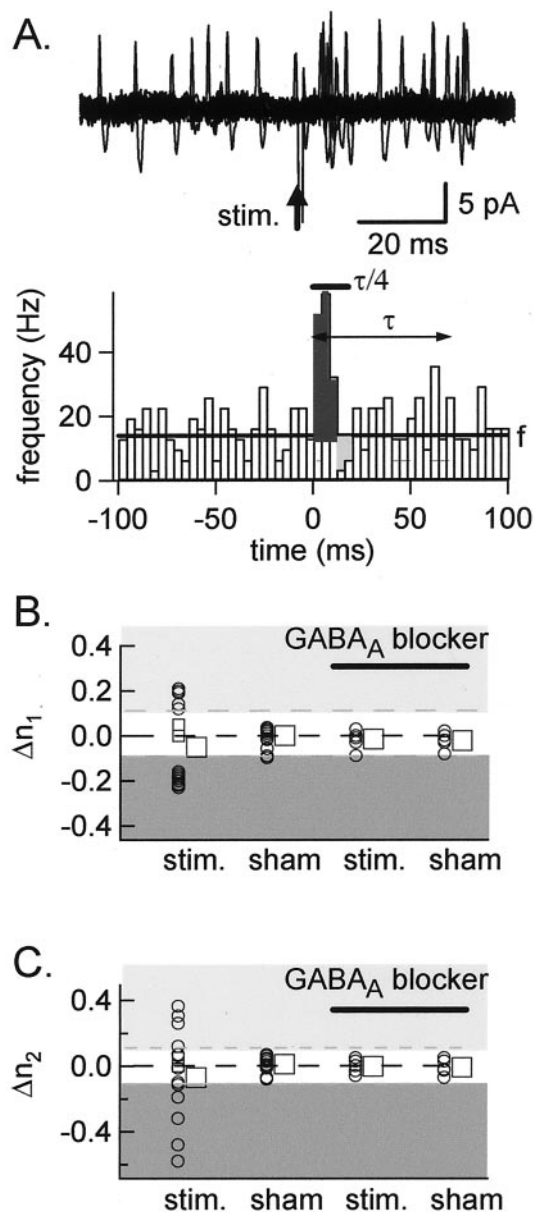 A.
stim.
5 pA
20 ms
τ/4
τ
frequency (Hz)
40
20
0
f
-100 -50 0 50 100
time (ms)
B.
GABAA blocker
Δn1
0.4
0.2
0.0
-0.2
-0.4
stim. sham stim. sham
C.
GABAA blocker
Δn2
0.4
0.0
-0.4
stim. sham stim. sham